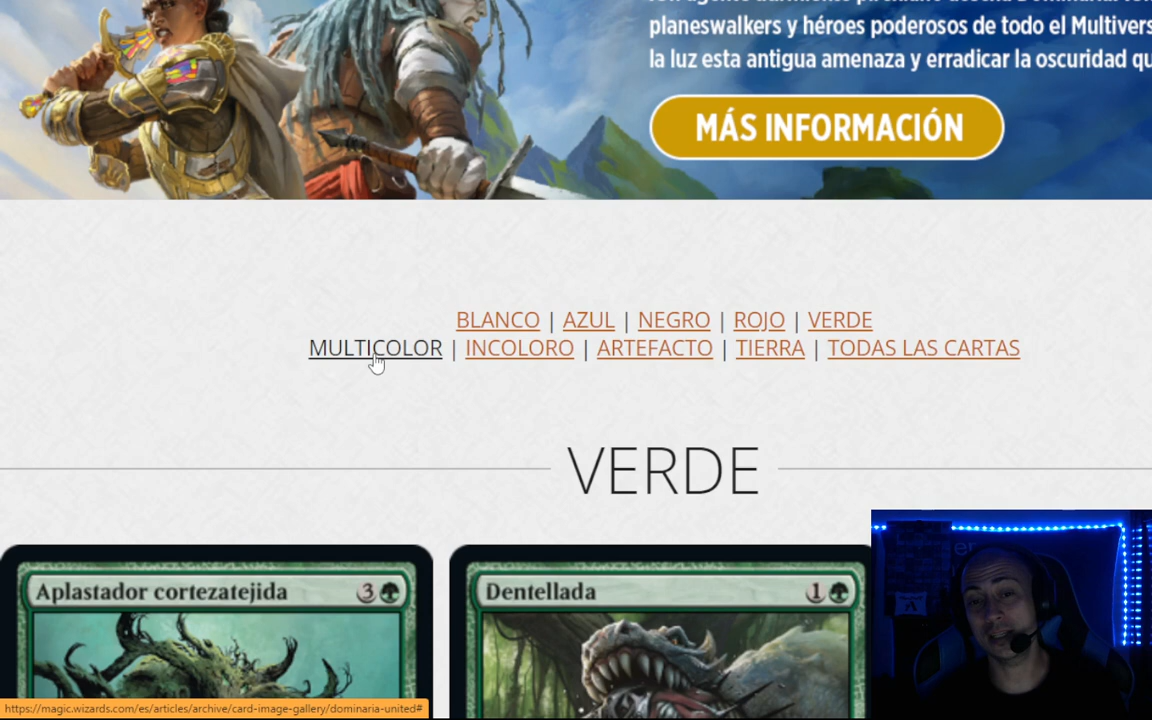 planeswalkers y héroes poderosos de todo el Multivers
la luz esta antigua amenaza y erradicar la oscuridad qu
MÁS INFORMACIÓN
BLANCO | AZUL | NEGRO | ROJO | VERDE
MULTICOLOR | INCOLORO | ARTEFACTO | TIERRA | TODAS LAS CARTAS
VERDE
Aplastador cortezatejida 3
Dentellada 1
https://magic.wizards.com/es/articles/archive/card-image-gallery/dominaria-united#